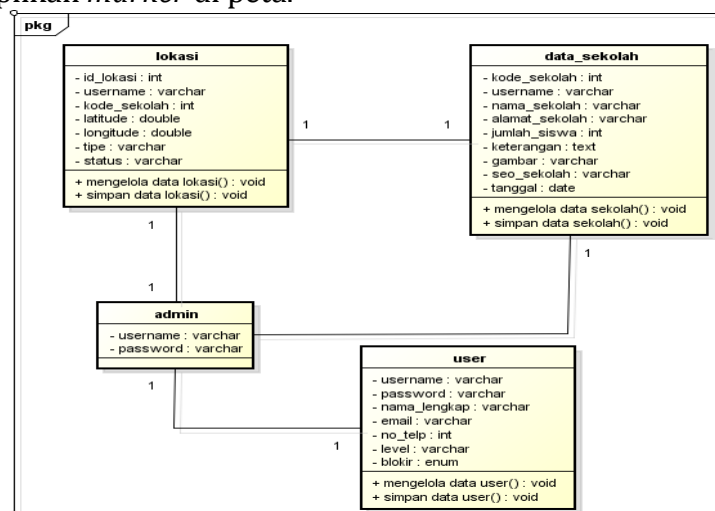 marker di peta.
pkg
lokasi
- id_lokasi : int
- username : varchar
- kode_sekolah : int
- latitude : double
- longitude : double
- tipe : varchar
- status : varchar
+ mengelola data lokasi() : void
+ simpan data lokasi() : void
1
1
data_sekolah
- kode_sekolah : int
- username : varchar
- nama_sekolah : varchar
- alamat_sekolah : varchar
- jumlah_siswa : int
- keterangan : text
- gambar : varchar
- seo_sekolah : varchar
- tanggal : date
+ mengelola data sekolah() : void
+ simpan data sekolah() : void
1
1
1
admin
- username : varchar
- password : varchar
1
1
user
- username : varchar
- password : varchar
- nama_lengkap : varchar
- email : varchar
- no_telp : int
- level : varchar
- blokir : enum
+ mengelola data user() : void
+ simpan data user() : void